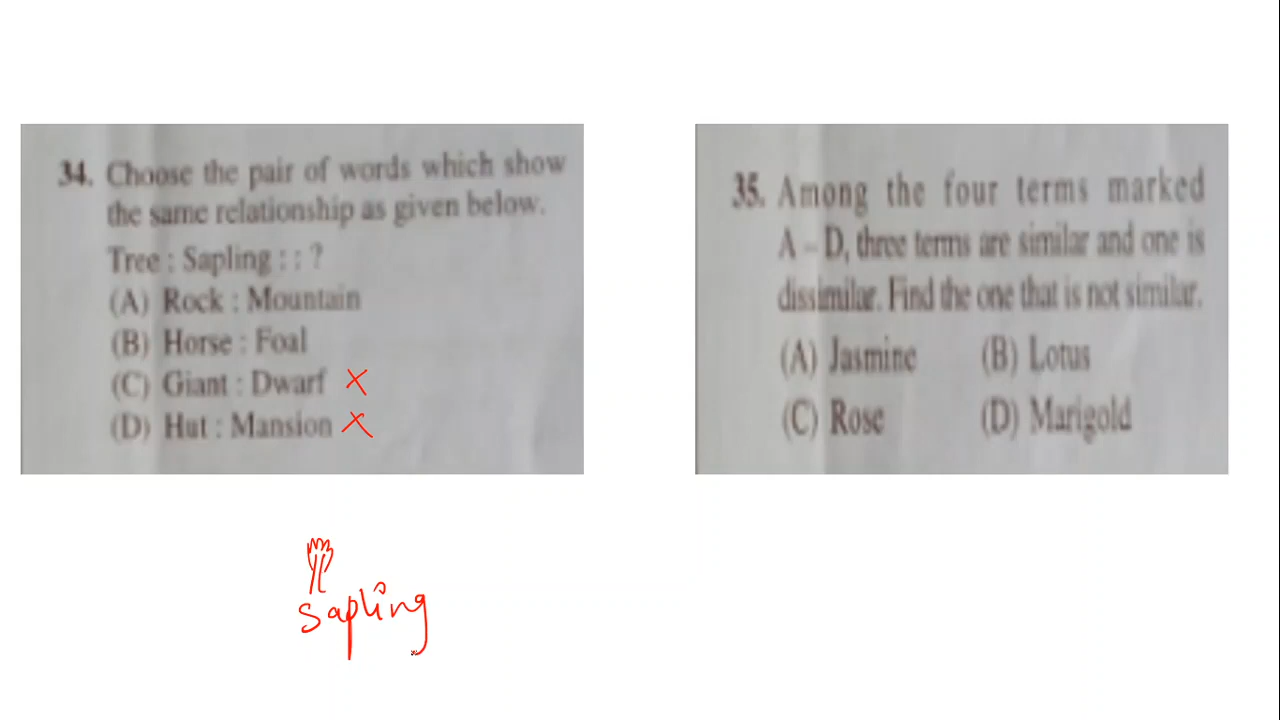 34. Choose the pair of words which show
the same relationship as given below.
Tree : Sapling : : ?
(A) Rock : Mountain
(B) Horse : Foal
(C) Giant : Dwarf X
(D) Hut : Mansion X
Sapling
35. Among the four terms marked
A – D, three terms are similar and one is
dissimilar. Find the one that is not similar.
(A) Jasmine (B) Lotus
(C) Rose (D) Marigold